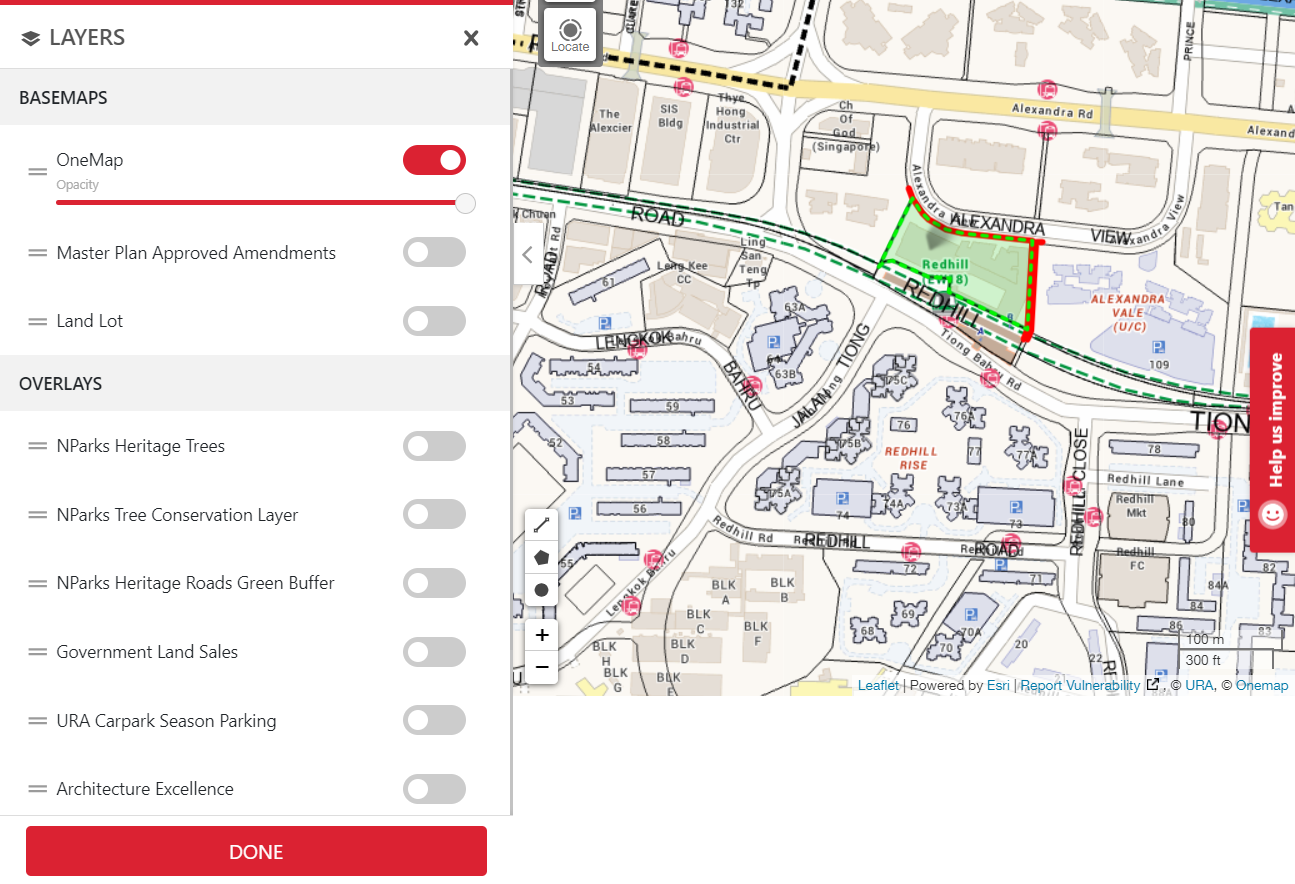 LAYERS
BASEMAPS
OneMap
Opacity
Master Plan Approved Amendments
Land Lot
OVERLAYS
NParks Heritage Trees
NParks Tree Conservation Layer
NParks Heritage Roads Green Buffer
Government Land Sales
URA Carpark Season Parking
Architecture Excellence
DONE
Locate
132
PRINCE
The
Alexcier
SIS
Bldg
Thye
Hong
Industrial
Ctr
Ch
Of
God
(Singapore)
Alexandra Rd
Alexand
ROAD
Chuan
ALEXANDRA
VIEW
Alexandra View
Tan
Ling
San
Teng
Tp
Leng Kee
CC
Redhill
(EW18)
REDHILL
A
B
ALEXANDRA
VALE
(U/C)
P
109
61
63A
P
64
63B
P
LENGKOK
BAHRU
Tiong Bahru Rd
JALAN
TIONG
TION
54
53
59
58
57
56
52
55
P
75C
75B
75A
76
76A
77
77A
REDHILL
RISE
P
74
74A
73A
P
73
REDHILL CLOSE
78
Redhill Lane
Redhill
Mkt
80
P
Redhill
FC
Redhill Rd
REDHILL
ROAD
Lengkok Bahru
72
P
71
82
84A
84
86
83
69
68
70
P
70A
20
22
P
BLK
A
BLK
B
BLK
C
BLK
F
BLK
D
BLK
H
BLK
G
BLK
E
+
−
100 m
300 ft
Leaflet | Powered by Esri | Report Vulnerability , © URA, © Onemap
Help us improve